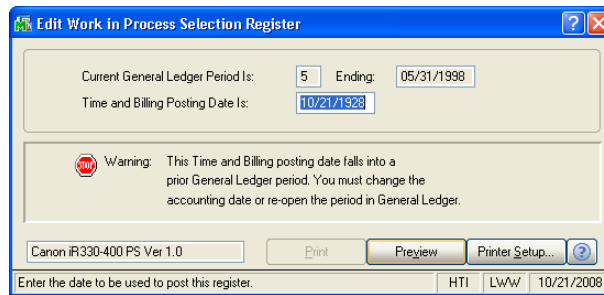 Edit Work in Process Selection Register
Current General Ledger Period Is: 5 Ending: 05/31/1998
Time and Billing Posting Date Is: 10/21/1928
STOP Warning: This Time and Billing posting date falls into a
prior General Ledger period. You must change the
accounting date or re-open the period in General Ledger.
Canon iR330-400 PS Ver 1.0 Print Preview Printer Setup... ?
Enter the date to be used to post this register. HTI LWW 10/21/2008